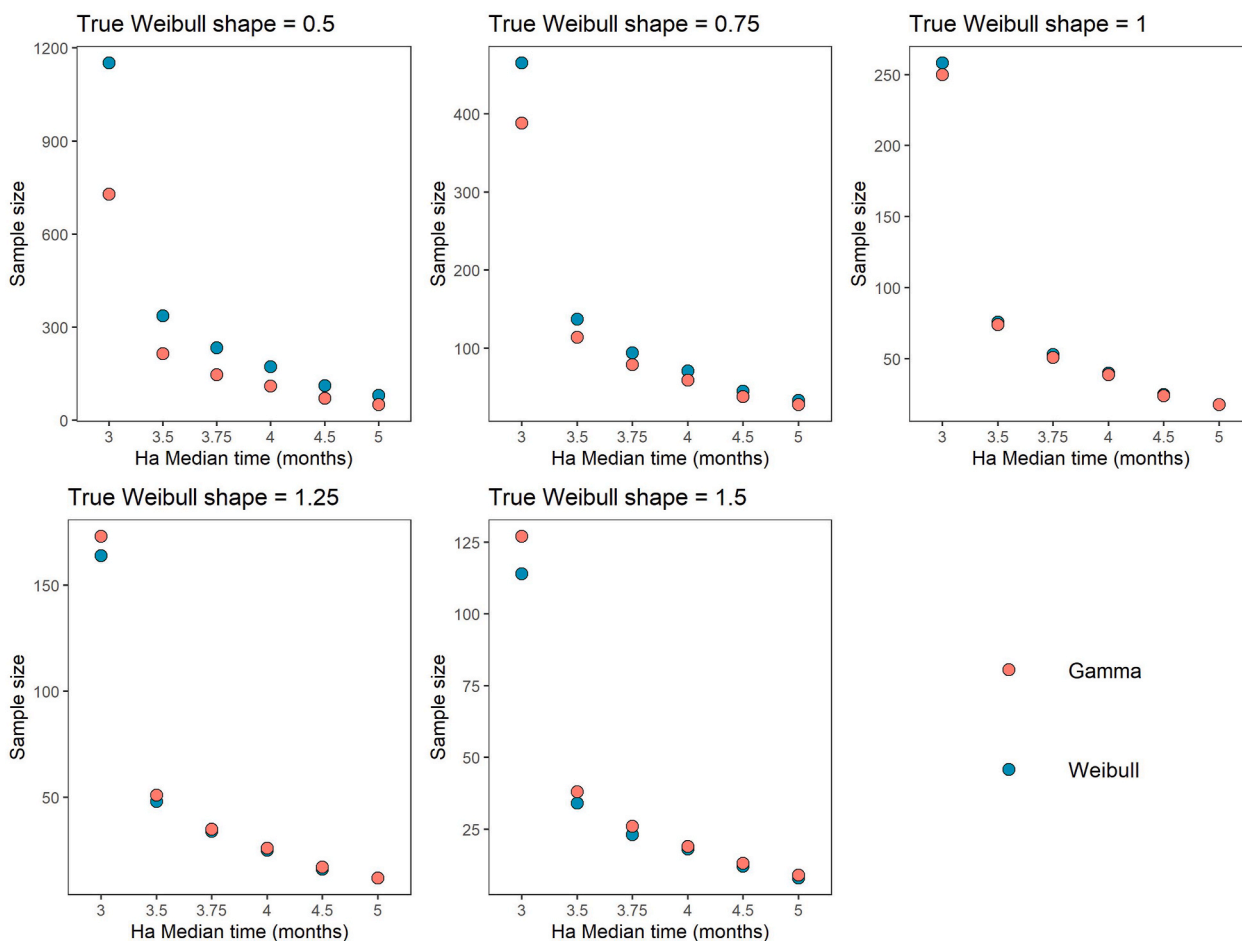 True Weibull shape = 0.5
1200
900
600
300
0
Sample size
3 3.5 3.75 4 4.5 5
Ha Median time (months)
True Weibull shape = 0.75
400
300
200
100
Sample size
3 3.5 3.75 4 4.5 5
Ha Median time (months)
True Weibull shape = 1
250
200
150
100
50
Sample size
3 3.5 3.75 4 4.5 5
Ha Median time (months)
True Weibull shape = 1.25
150
100
50
Sample size
3 3.5 3.75 4 4.5 5
Ha Median time (months)
True Weibull shape = 1.5
125
100
75
50
25
Sample size
3 3.5 3.75 4 4.5 5
Ha Median time (months)
Gamma
Weibull